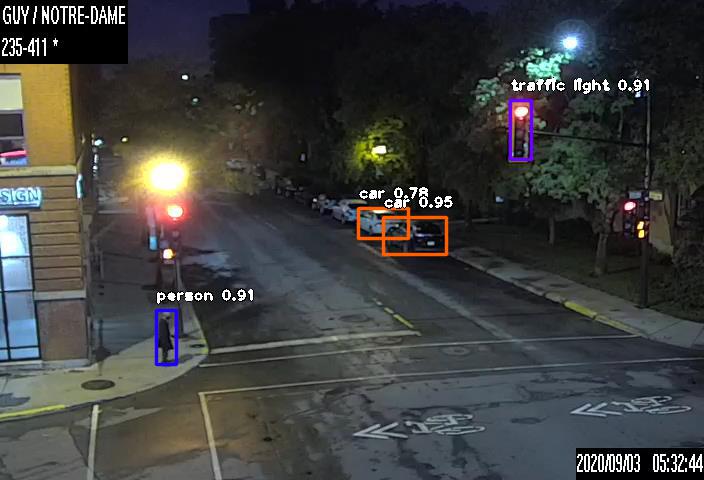 GUY / NOTRE-DAME
235-411 *
traffic light 0.91
car 0.78
car 0.95
SIGN
person 0.91
2020/09/03 05:32:44